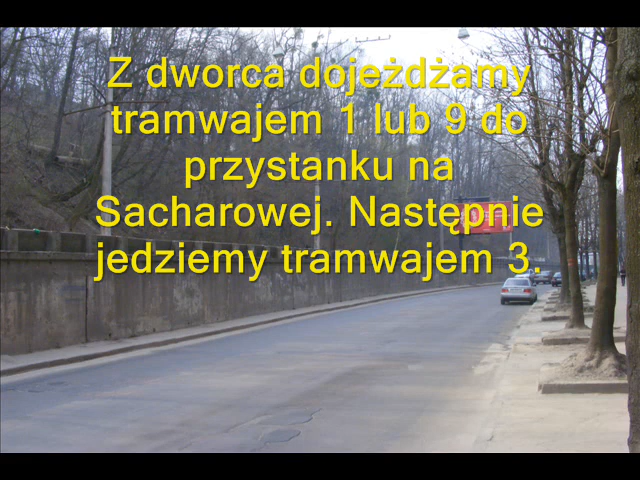 Z dworca dojeżdżamy
tramwajem 1 lub 9 do
przystanku na
Sacharowej. Następnie
jedziemy tramwajem 3.